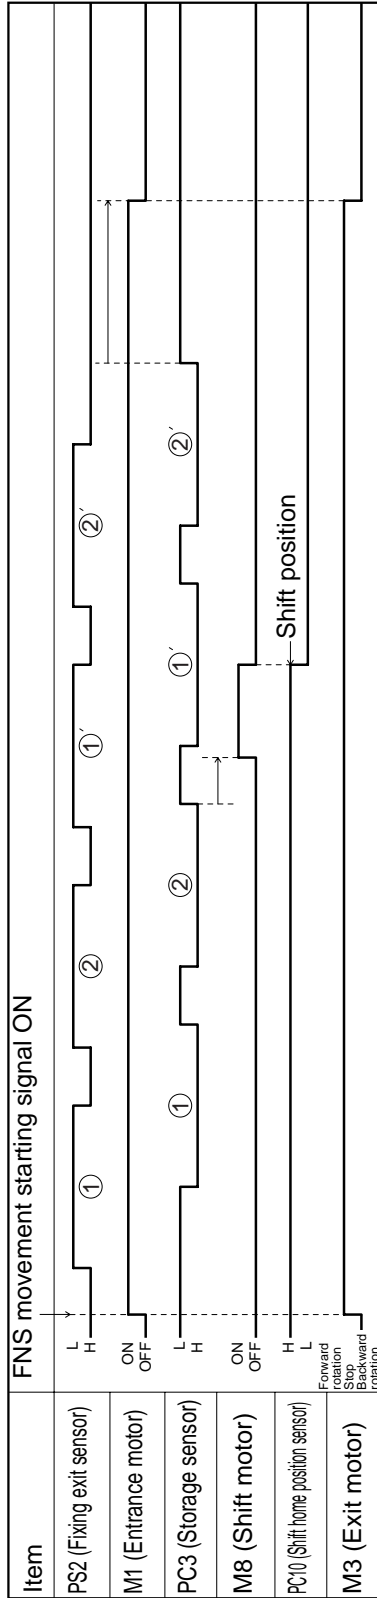 Item
FNS movement starting signal ON
PS2 (Fixing exit sensor)
L
H
① ② ①′ ②′
M1 (Entrance motor)
ON
OFF
PC3 (Storage sensor)
L
H
① ② ①′ ②′
M8 (Shift motor)
ON
OFF
PC10 (Shift home position sensor)
H
L
Shift position
M3 (Exit motor)
Forward
rotation
Stop
Backward
rotation